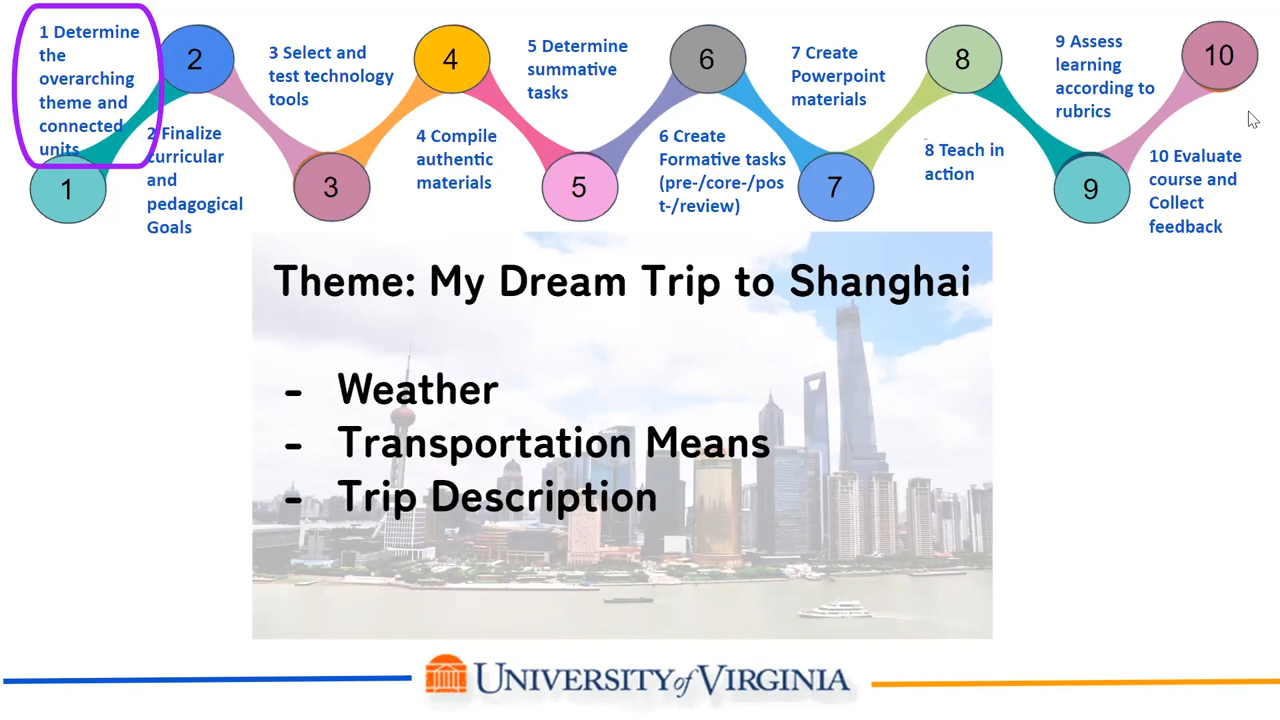 1 Determine
the
overarching
theme and
connected
units
1
2
2 Finalize
curricular
and
pedagogical
Goals
3 Select and
test technology
tools
3
4
4 Compile
authentic
materials
5 Determine
summative
tasks
5
6
6 Create
Formative tasks
(pre-/core-/pos
t-/review)
7 Create
Powerpoint
materials
7
8
8 Teach in
action
9 Assess
learning
according to
rubrics
9
10
10 Evaluate
course and
Collect
feedback
Theme: My Dream Trip to Shanghai
- Weather
- Transportation Means
- Trip Description
UNIVERSITY of VIRGINIA